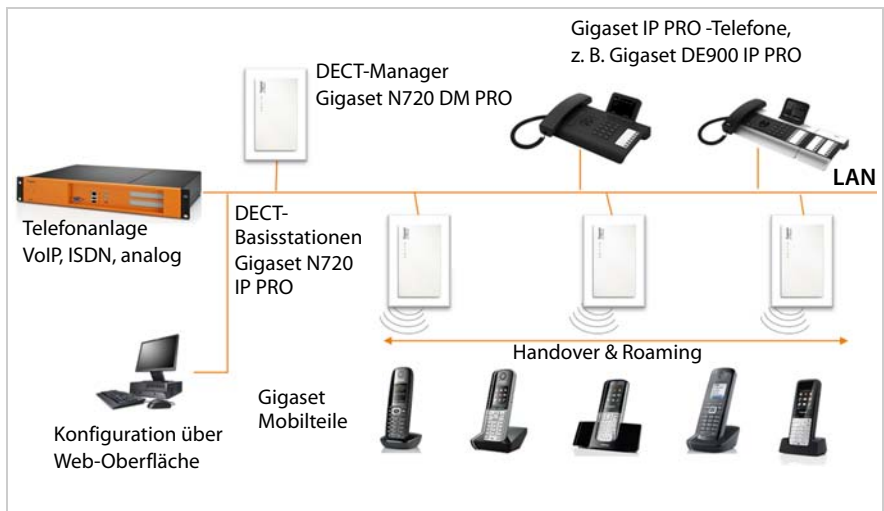 Gigaset IP PRO -Telefone,
z. B. Gigaset DE900 IP PRO
DECT-Manager
Gigaset N720 DM PRO
LAN
Telefonanlage
VoIP, ISDN, analog
DECT-
Basisstationen
Gigaset N720
IP PRO
Handover & Roaming
Gigaset
Mobilteile
Konfiguration über
Web-Oberfläche